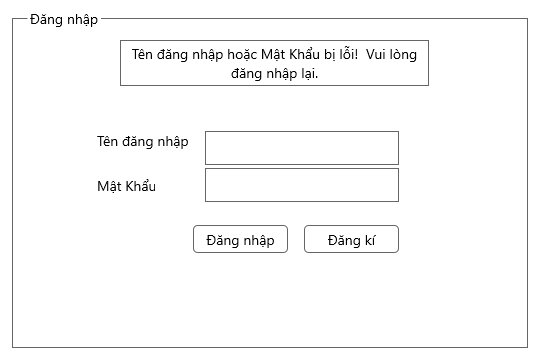 Đăng nhập
Tên đăng nhập hoặc Mật Khẩu bị lỗi!  Vui lòng
đăng nhập lại.
Tên đăng nhập
Mật Khẩu
Đăng nhập
Đăng kí